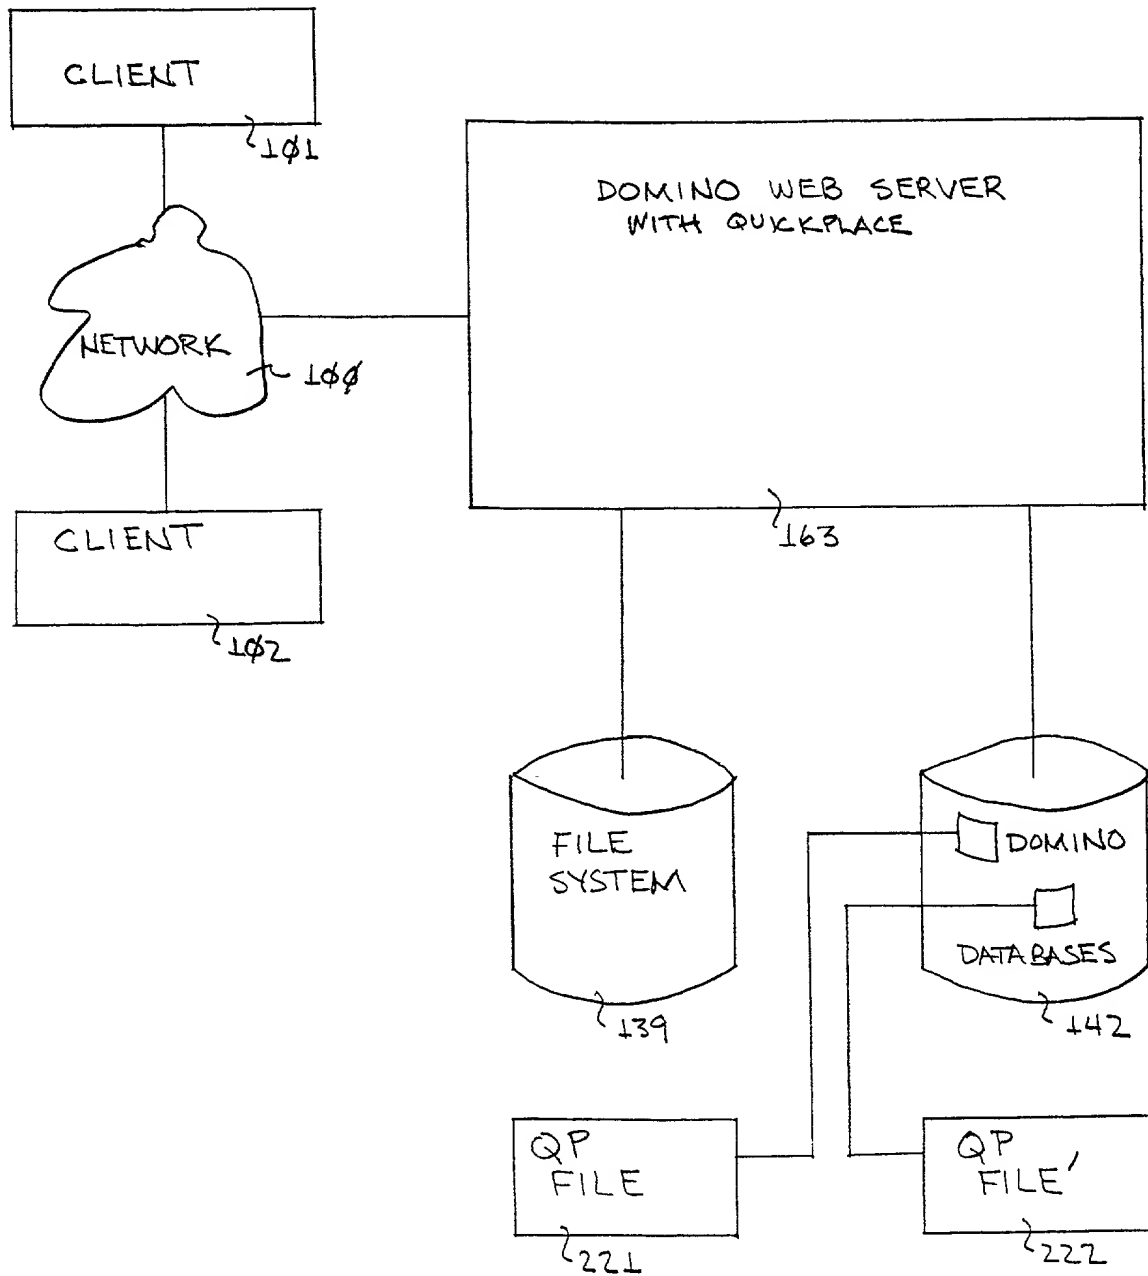 CLIENT
101
DOMINO WEB SERVER
WITH QUICKPLACE
NETWORK
100
CLIENT
163
102
FILE
SYSTEM
DOMINO
DATABASES
139
142
QP
FILE
QP
FILE'
221
222